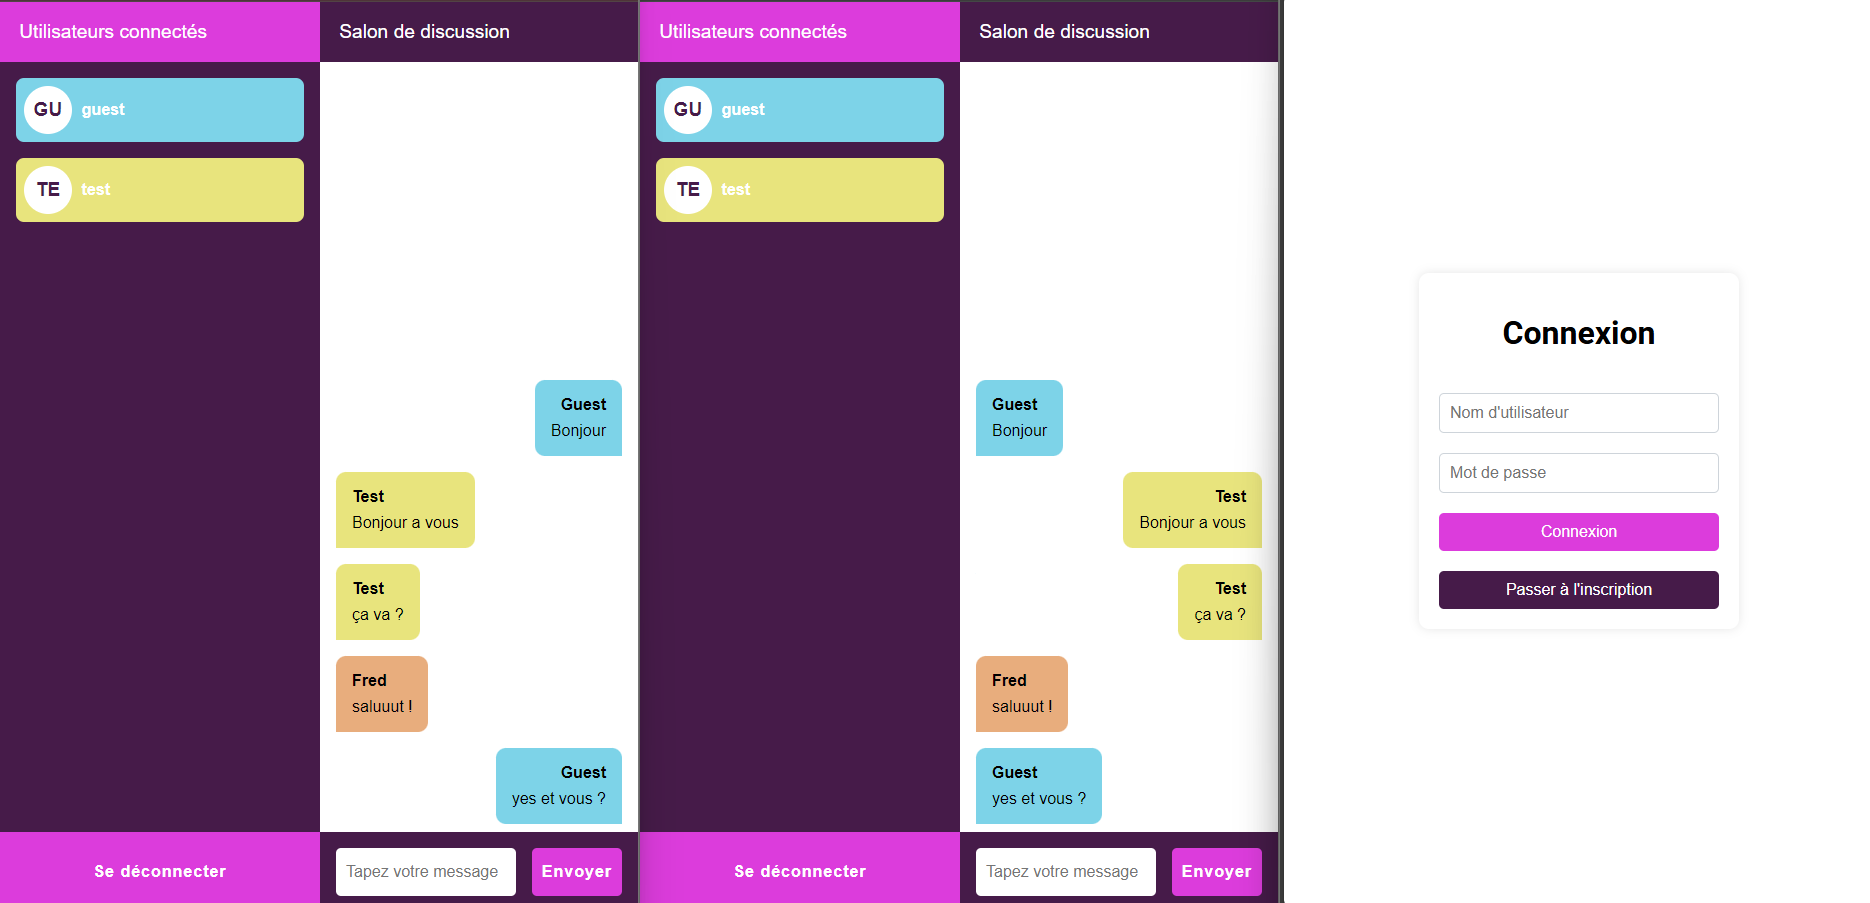 Utilisateurs connectés
GU guest
TE test
Se déconnecter
Salon de discussion
Guest
Bonjour
Test
Bonjour a vous
Test
ça va ?
Fred
saluuut !
Guest
yes et vous ?
Tapez votre message
Envoyer
Utilisateurs connectés
GU guest
TE test
Se déconnecter
Salon de discussion
Guest
Bonjour
Test
Bonjour a vous
Test
ça va ?
Fred
saluuut !
Guest
yes et vous ?
Tapez votre message
Envoyer
Connexion
Nom d'utilisateur
Mot de passe
Connexion
Passer à l'inscription